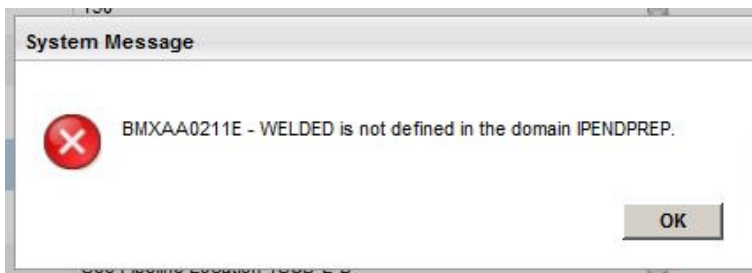 System Message
BMXAA0211E - WELDED is not defined in the domain IPENDPREP.
OK